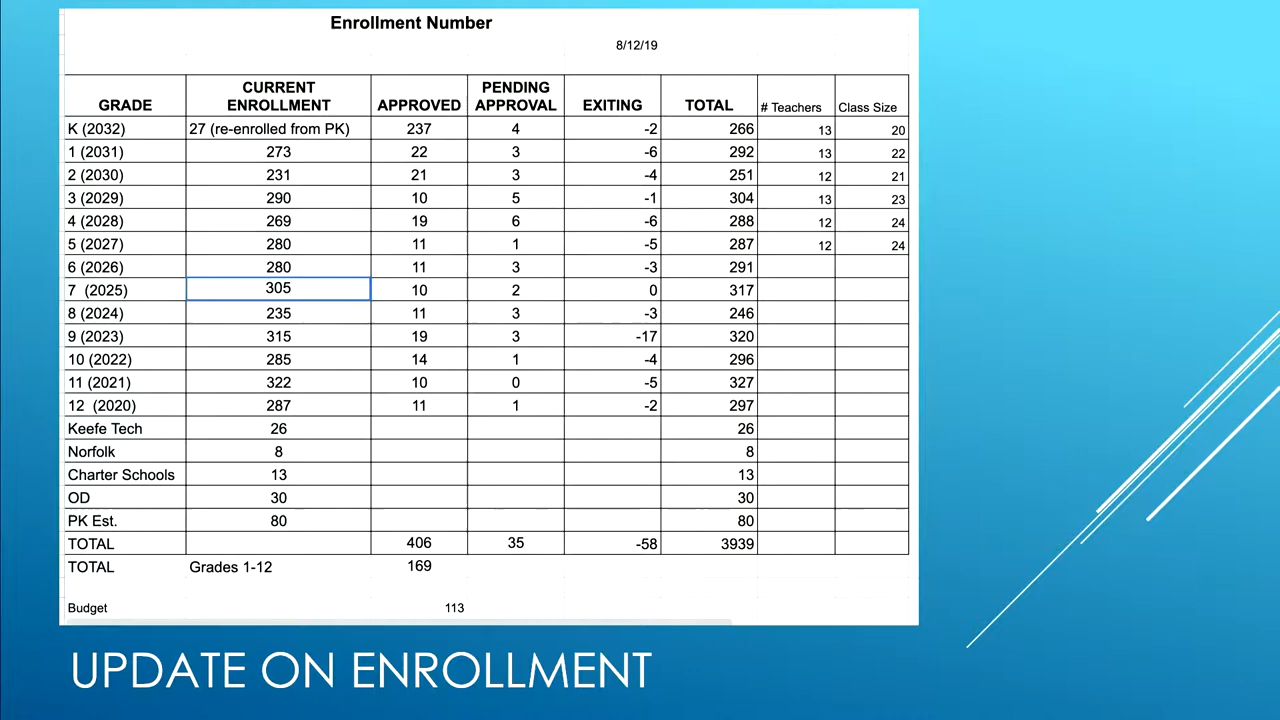 Enrollment Number
8/12/19
GRADE CURRENT ENROLLMENT APPROVED PENDING APPROVAL EXITING TOTAL # Teachers Class Size
K (2032) 27 (re-enrolled from PK) 237 4 -2 266 13 20
1 (2031) 273 22 3 -6 292 13 22
2 (2030) 231 21 3 -4 251 12 21
3 (2029) 290 10 5 -1 304 13 23
4 (2028) 269 19 6 -6 288 12 24
5 (2027) 280 11 1 -5 287 12 24
6 (2026) 280 11 3 -3 291
7 (2025) 305 10 2 0 317
8 (2024) 235 11 3 -3 246
9 (2023) 315 19 3 -17 320
10 (2022) 285 14 1 -4 296
11 (2021) 322 10 0 -5 327
12 (2020) 287 11 1 -2 297
Keefe Tech 26 26
Norfolk 8 8
Charter Schools 13 13
OD 30 30
PK Est. 80 80
TOTAL 406 35 -58 3939
TOTAL Grades 1-12 169
Budget 113
UPDATE ON ENROLLMENT